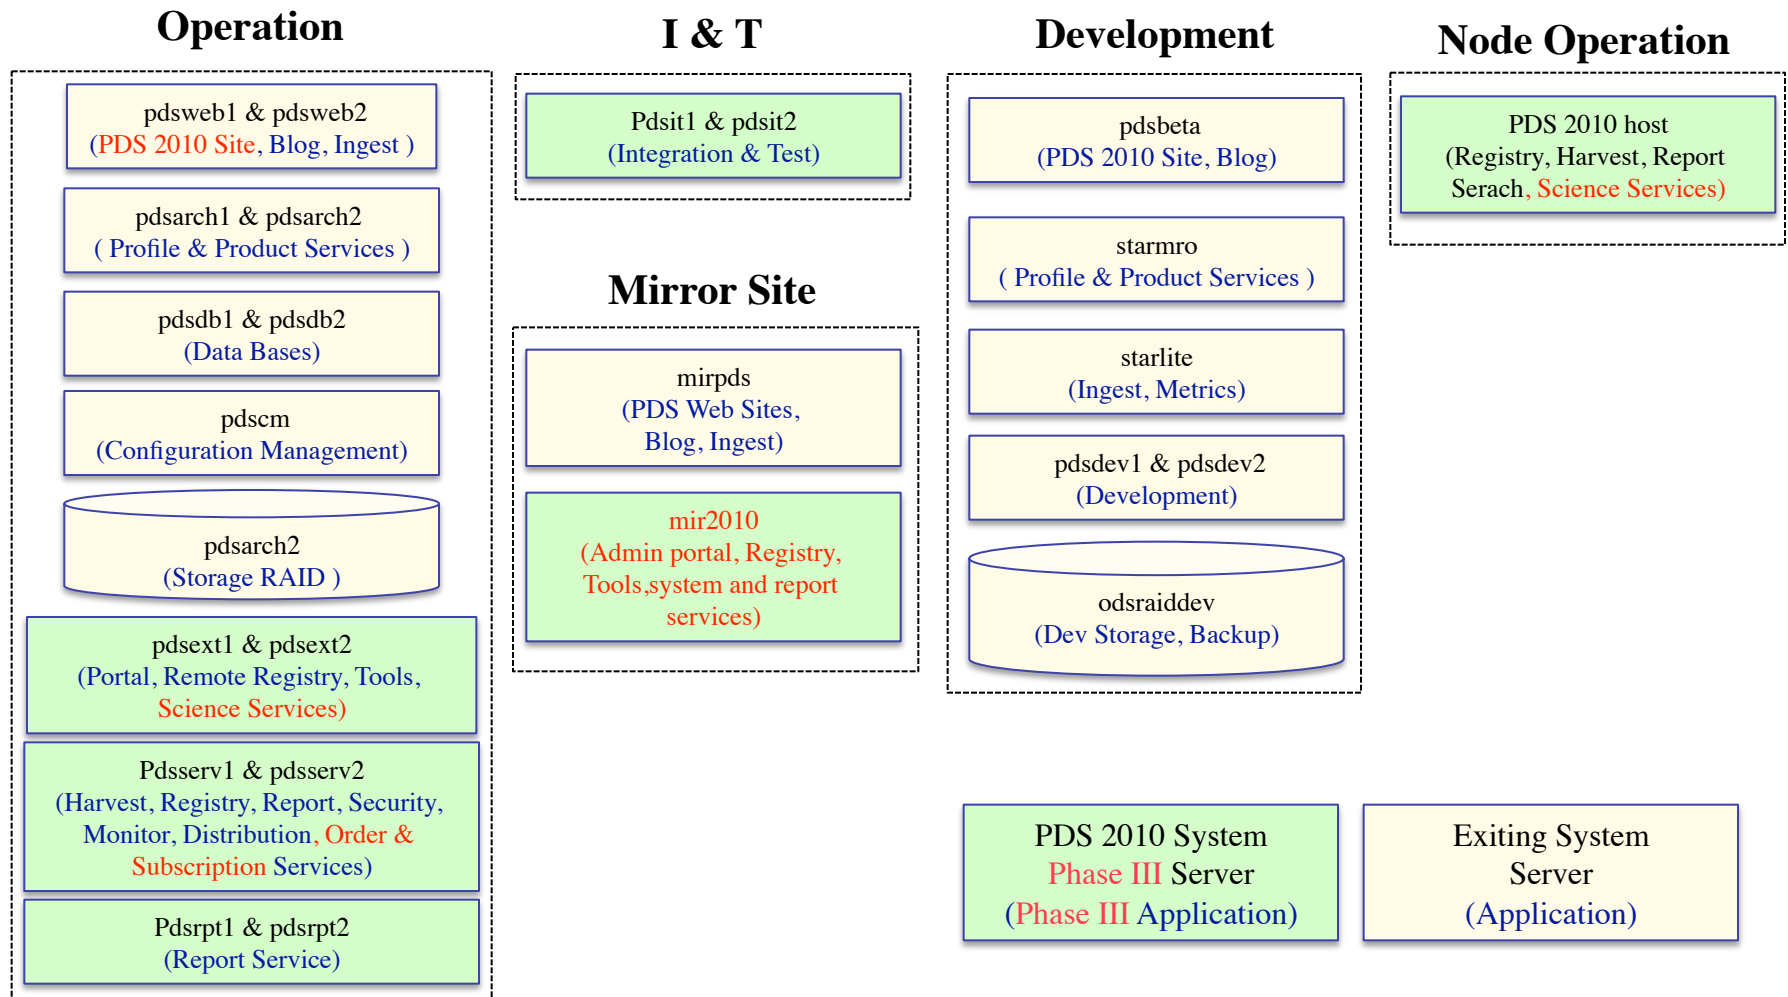 Operation
pdsweb1 & pdsweb2
(PDS 2010 Site, Blog, Ingest )
pdsarch1 & pdsarch2
( Profile & Product Services )
pdsdb1 & pdsdb2
(Data Bases)
pdscm
(Configuration Management)
pdsarch2
(Storage RAID )
pdsext1 & pdsext2
(Portal, Remote Registry, Tools,
Science Services)
Pdsserv1 & pdsserv2
(Harvest, Registry, Report, Security,
Monitor, Distribution, Order &
Subscription Services)
Pdsrpt1 & pdsrpt2
(Report Service)
I & T
Pdsit1 & pdsit2
(Integration & Test)
Mirror Site
mirpds
(PDS Web Sites,
Blog, Ingest)
mir2010
(Admin portal, Registry,
Tools,system and report
services)
Development
pdsbeta
(PDS 2010 Site, Blog)
starmro
( Profile & Product Services )
starlite
(Ingest, Metrics)
pdsdev1 & pdsdev2
(Development)
odsraiddev
(Dev Storage, Backup)
Node Operation
PDS 2010 host
(Registry, Harvest, Report
Serach, Science Services)
PDS 2010 System
Phase III Server
(Phase III Application)
Exiting System
Server
(Application)